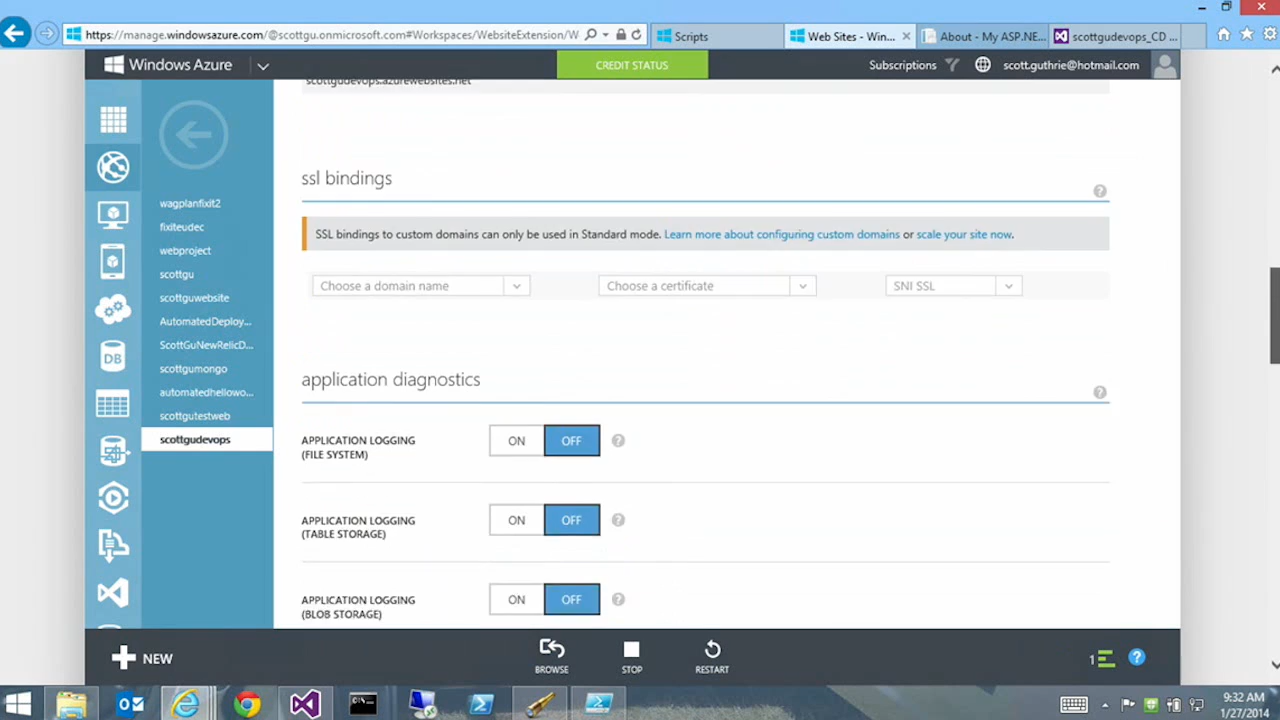 https://manage.windowsazure.com/@scottgu.onmicrosoft.com#Workspaces/WebsiteExtension/W
Scripts
Web Sites - Win...
About - My ASP.NE...
scottgudevops_CD ...
Windows Azure
CREDIT STATUS
Subscriptions
scott.guthrie@hotmail.com
scottgudevops.azurewebsites.net
wagplanfixit2
fixiteudec
webproject
scottgu
scottguwebsite
AutomatedDeploy...
ScottGuNewRelicD...
scottgumongo
automatedhellowo...
scottgutestweb
scottgudevops
DB
ssl bindings
?
SSL bindings to custom domains can only be used in Standard mode. Learn more about configuring custom domains or scale your site now.
Choose a domain name
Choose a certificate
SNI SSL
application diagnostics
?
APPLICATION LOGGING
(FILE SYSTEM)
ON OFF ?
APPLICATION LOGGING
(TABLE STORAGE)
ON OFF ?
APPLICATION LOGGING
(BLOB STORAGE)
ON OFF ?
NEW
BROWSE
STOP
RESTART
1
?
9:32 AM
1/27/2014